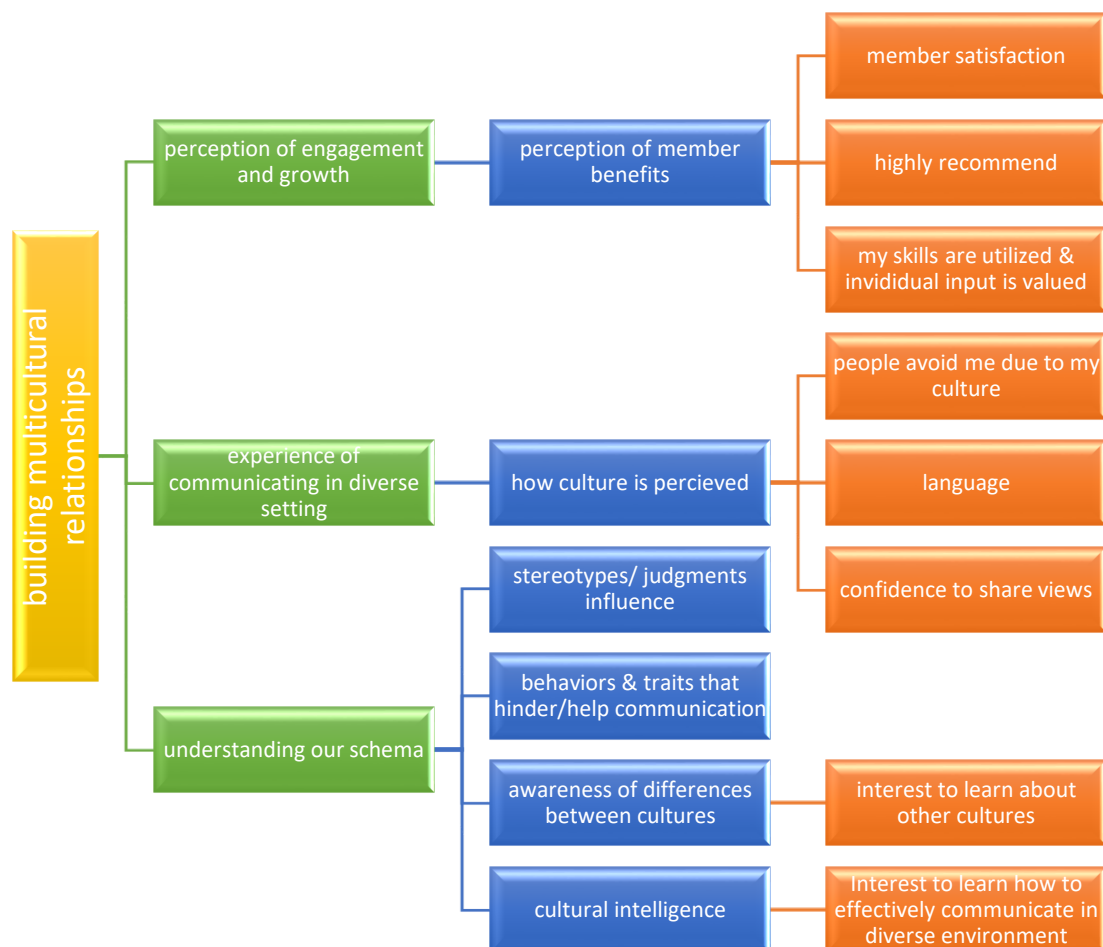 building multicultural
relationships
perception of engagement
and growth
perception of member
benefits
member satisfaction
highly recommend
my skills are utilized &
invididual input is valued
experience of
communicating in diverse
setting
how culture is percieved
people avoid me due to my
culture
language
confidence to share views
understanding our schema
stereotypes/ judgments
influence
behaviors & traits that
hinder/help communication
awareness of differences
between cultures
interest to learn about
other cultures
cultural intelligence
Interest to learn how to
effectively communicate in
diverse environment